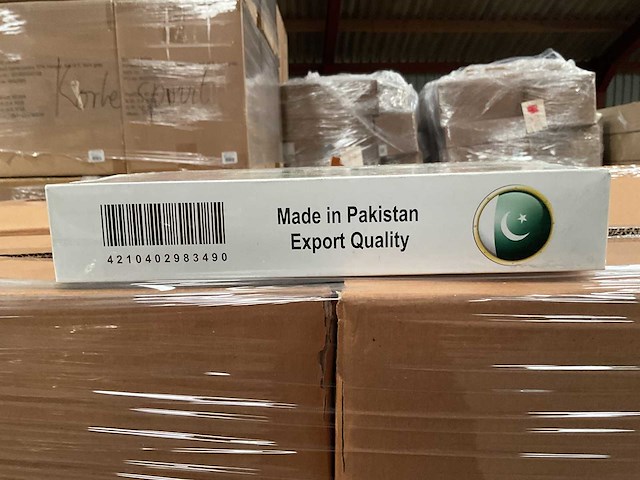 Made in Pakistan
Export Quality
4210402983490